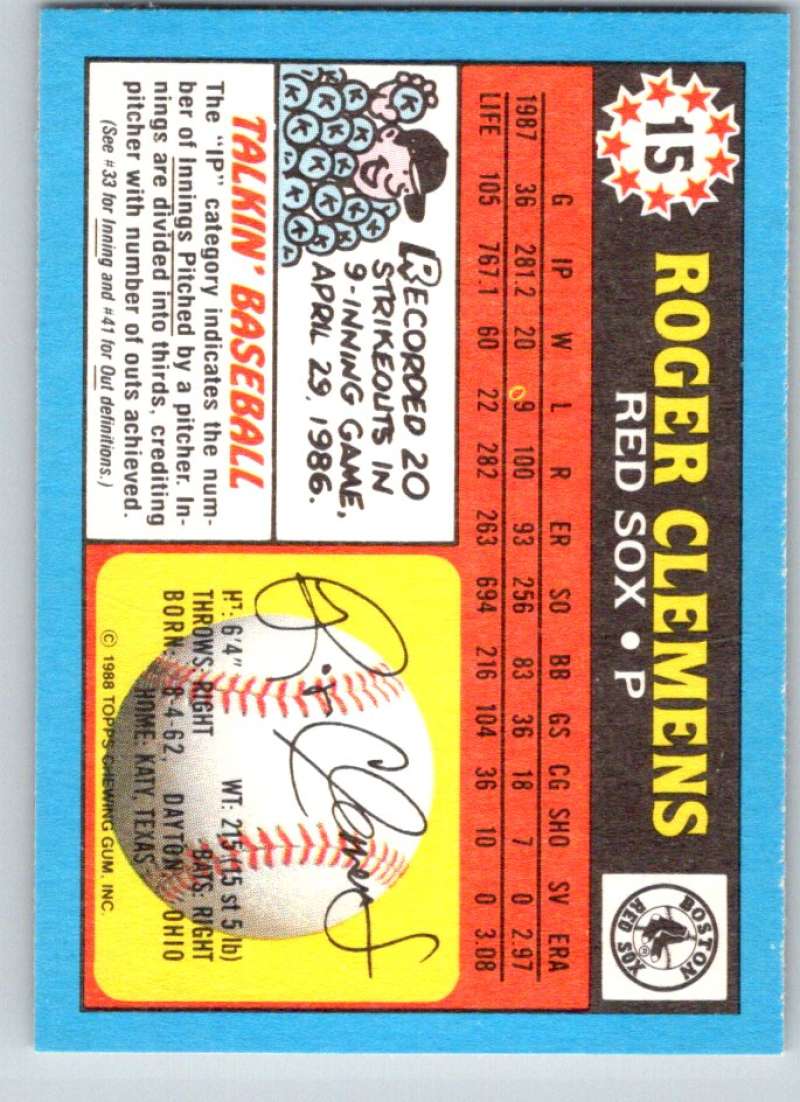 15
ROGER CLEMENS
RED SOX • P
BOSTON
RED SOX
®
G IP W L R ER SO BB GS CG SHO SV ERA
1987 36 281.2 20 9 100 93 256 83 36 18 7 0 2.97
LIFE 105 767.1 60 22 282 263 694 216 104 36 10 0 3.08
K K K K K K K K K K K K K K K
RECORDED 20
STRIKEOUTS IN
9-INNING GAME,
APRIL 29, 1986.
TALKIN' BASEBALL
The "IP" category indicates the num-
ber of Innings Pitched by a pitcher. In-
nings are divided into thirds, crediting
pitcher with number of outs achieved.
(See #33 for Inning and #41 for Out definitions.)
Roger Clemens
HT: 6'4" WT: 215 (15 st 5 lb)
THROWS: RIGHT BATS: RIGHT
BORN: 8-4-62, DAYTON, OHIO
HOME: KATY, TEXAS
© 1988 TOPPS CHEWING GUM, INC.